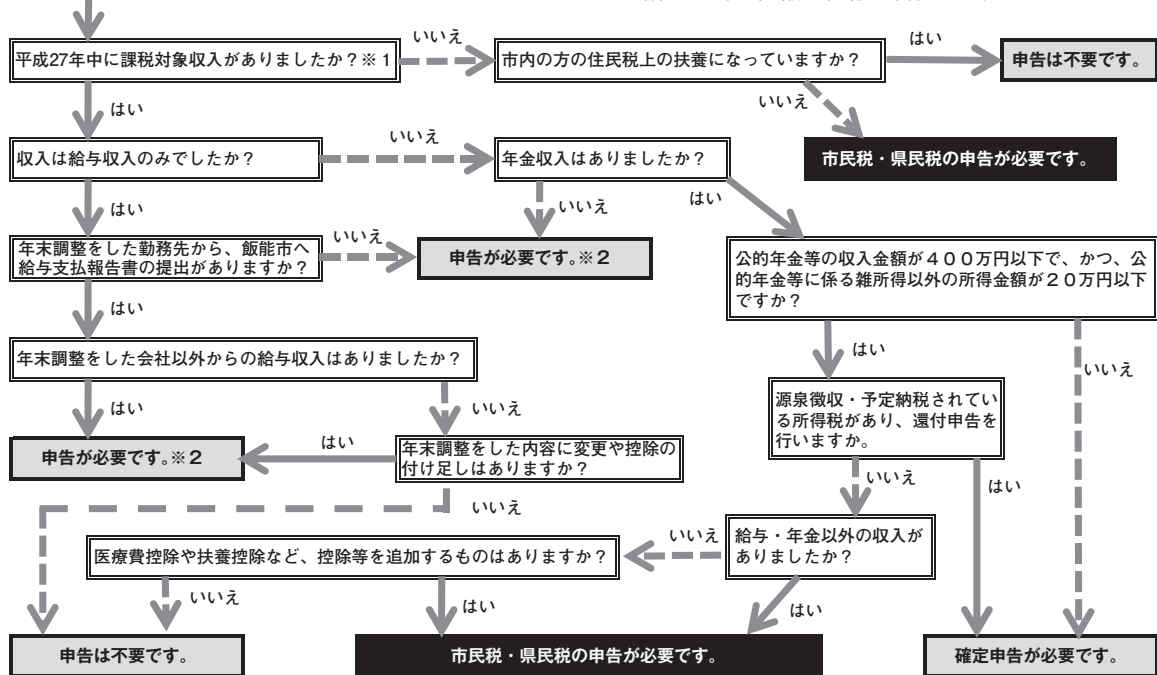 平成27年中に課税対象収入がありましたか？※1
いいえ
市内の方の住民税上の扶養になっていますか？
はい
申告は不要です。
はい
いいえ
収入は給与収入のみでしたか？
いいえ
年金収入はありましたか？
市民税・県民税の申告が必要です。
はい
いいえ
はい
年末調整をした勤務先から、飯能市へ
給与支払報告書の提出がありますか？
いいえ
申告が必要です。※2
公的年金等の収入金額が４００万円以下で、かつ、公
的年金等に係る雑所得以外の所得金額が２０万円以下
ですか？
はい
年末調整をした会社以外からの給与収入はありましたか？
はい
いいえ
はい
いいえ
源泉徴収・予定納税されてい
る所得税があり、還付申告を
行いますか。
申告が必要です。※2
はい
年末調整をした内容に変更や控除の
付け足しはありますか？
いいえ
はい
いいえ
医療費控除や扶養控除など、控除等を追加するものはありますか？
いいえ
給与・年金以外の収入が
ありましたか？
いいえ
はい
はい
申告は不要です。
市民税・県民税の申告が必要です。
確定申告が必要です。